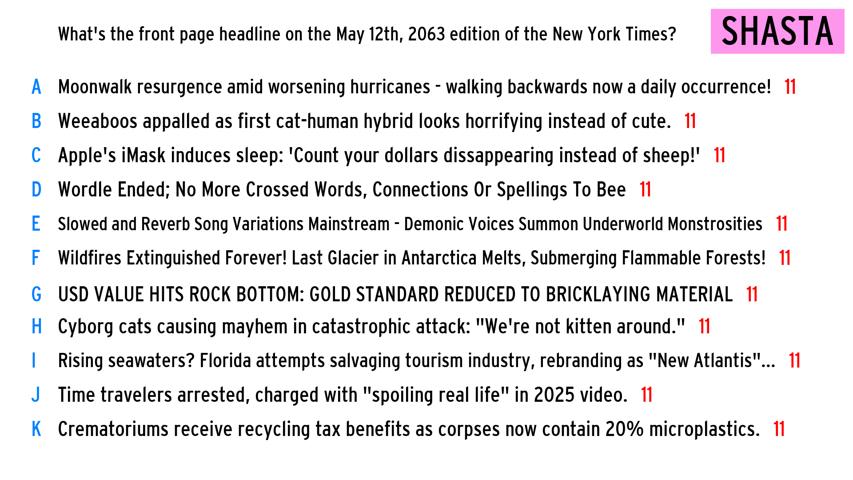 What's the front page headline on the May 12th, 2063 edition of the New York Times?
SHASTA
A Moonwalk resurgence amid worsening hurricanes - walking backwards now a daily occurrence! 11
B Weeaboos appalled as first cat-human hybrid looks horrifying instead of cute. 11
C Apple's iMask induces sleep: 'Count your dollars dissappearing instead of sheep!' 11
D Wordle Ended; No More Crossed Words, Connections Or Spellings To Bee 11
E Slowed and Reverb Song Variations Mainstream - Demonic Voices Summon Underworld Monstrosities 11
F Wildfires Extinguished Forever! Last Glacier in Antarctica Melts, Submerging Flammable Forests! 11
G USD VALUE HITS ROCK BOTTOM: GOLD STANDARD REDUCED TO BRICKLAYING MATERIAL 11
H Cyborg cats causing mayhem in catastrophic attack: "We're not kitten around." 11
I Rising seawaters? Florida attempts salvaging tourism industry, rebranding as "New Atlantis"... 11
J Time travelers arrested, charged with "spoiling real life" in 2025 video. 11
K Crematoriums receive recycling tax benefits as corpses now contain 20% microplastics. 11